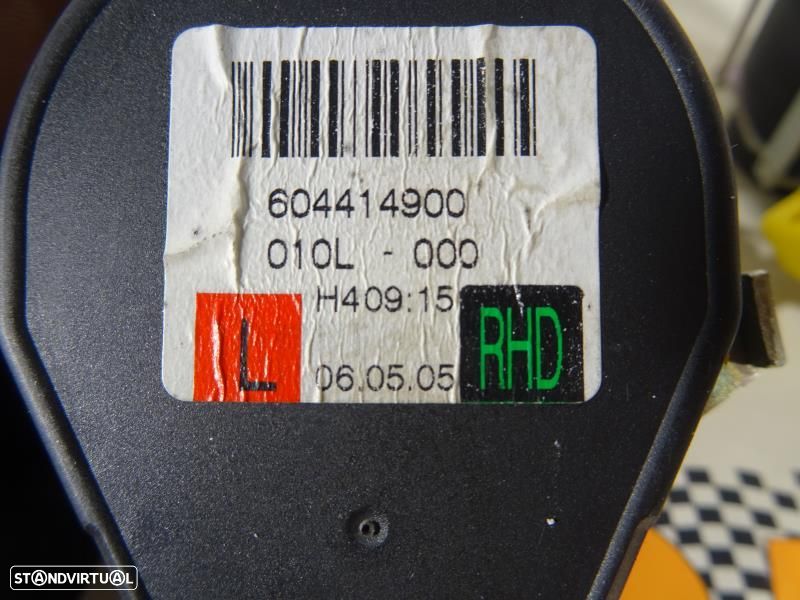 604414900
010L - 000
H409:15
L
06.05.05
RHD
STANDVIRTUAL